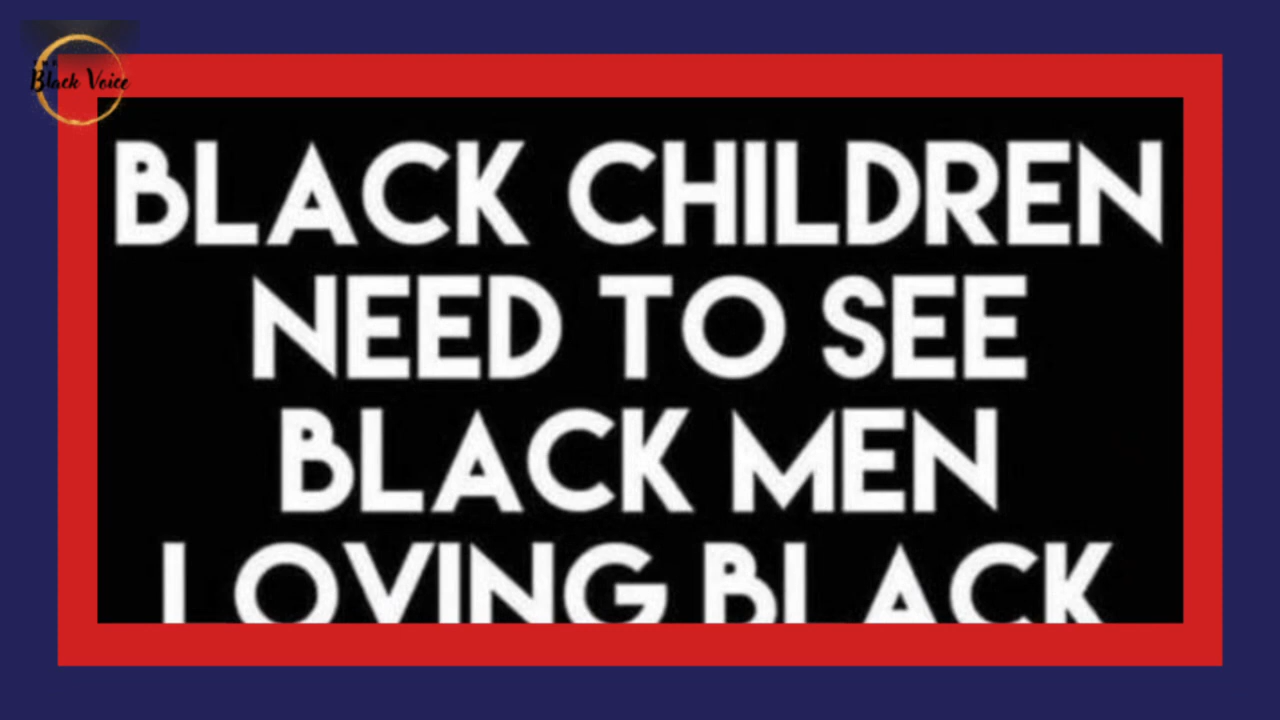 Black Voice
BLACK CHILDREN
NEED TO SEE
BLACK MEN
LOVING BLACK